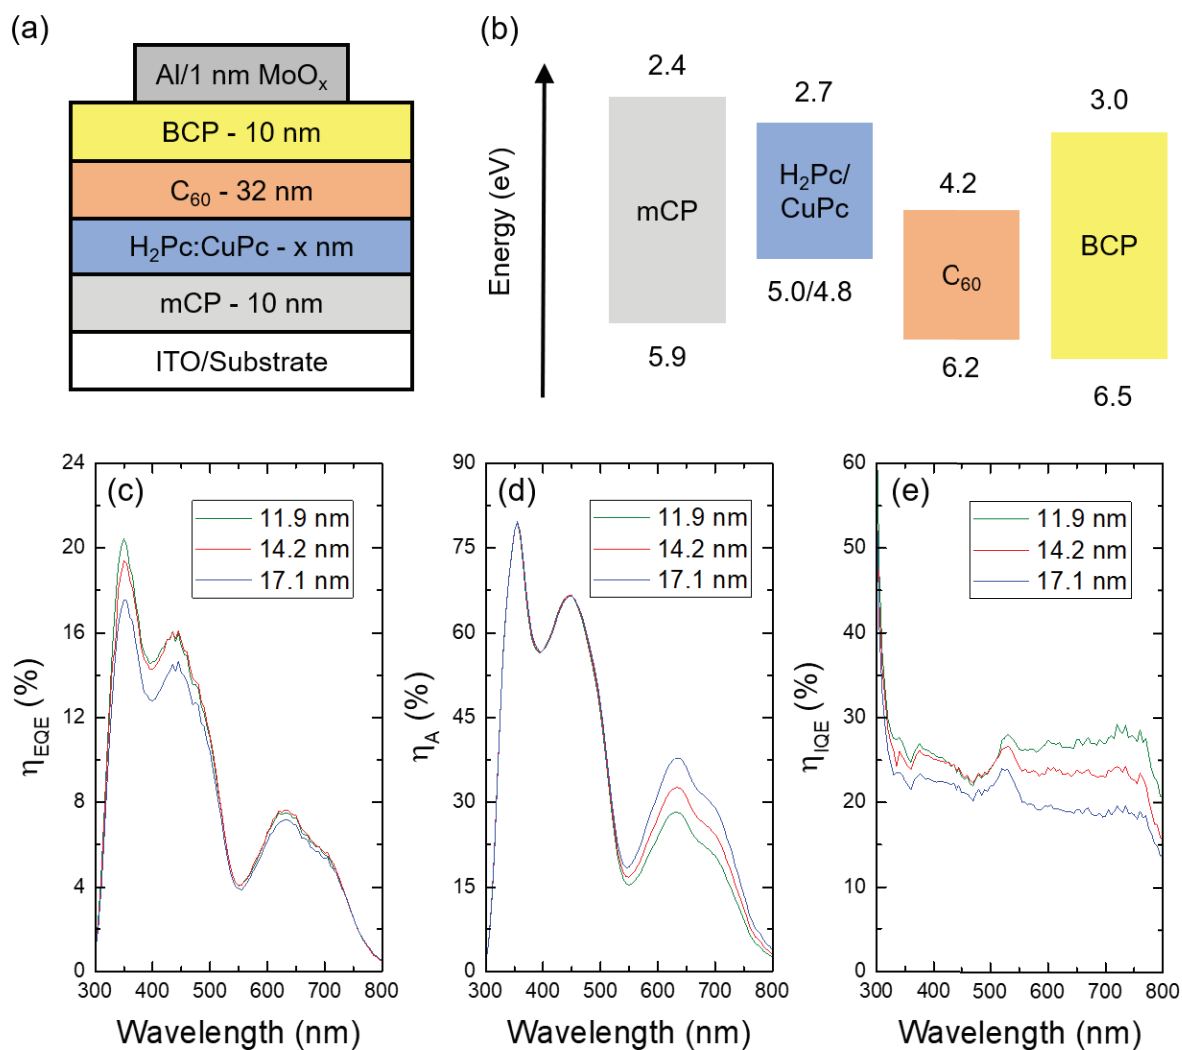 (a)
Al/1 nm MoOₓ
BCP - 10 nm
C₆₀ - 32 nm
H₂Pc:CuPc - x nm
mCP - 10 nm
ITO/Substrate
(b)
Energy (eV)
2.4
mCP
5.9
2.7
H₂Pc/
CuPc
5.0/4.8
4.2
C₆₀
6.2
3.0
BCP
6.5
(c)
11.9 nm
14.2 nm
17.1 nm
24
20
16
12
8
4
0
η_EQE (%)
300 400 500 600 700 800
Wavelength (nm)
(d)
11.9 nm
14.2 nm
17.1 nm
90
75
60
45
30
15
0
η_A (%)
300 400 500 600 700 800
Wavelength (nm)
(e)
11.9 nm
14.2 nm
17.1 nm
60
50
40
30
20
10
0
η_IQE (%)
300 400 500 600 700 800
Wavelength (nm)